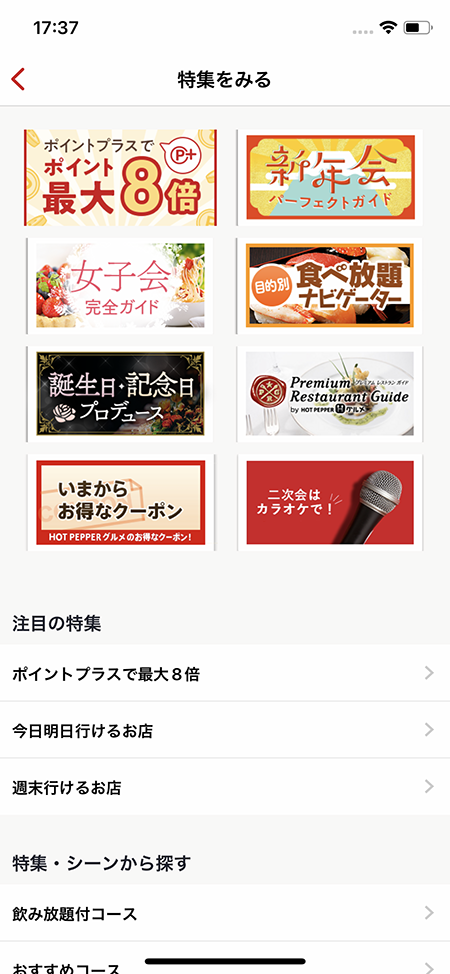 17:37
特集をみる
ポイントプラスで
P+
ポイント
最大8倍
新年会
パーフェクトガイド
女子会
完全ガイド
目的別
食べ放題
ナビゲーター
誕生日・記念日
プロデュース
Premium プレミアム レストラン ガイド
Restaurant Guide
by HOT PEPPER グルメ
いまから
お得なクーポン
HOT PEPPERグルメのお得なクーポン!
二次会は
カラオケで!
注目の特集
ポイントプラスで最大８倍
今日明日行けるお店
週末行けるお店
特集・シーンから探す
飲み放題付コース
おすすめコース